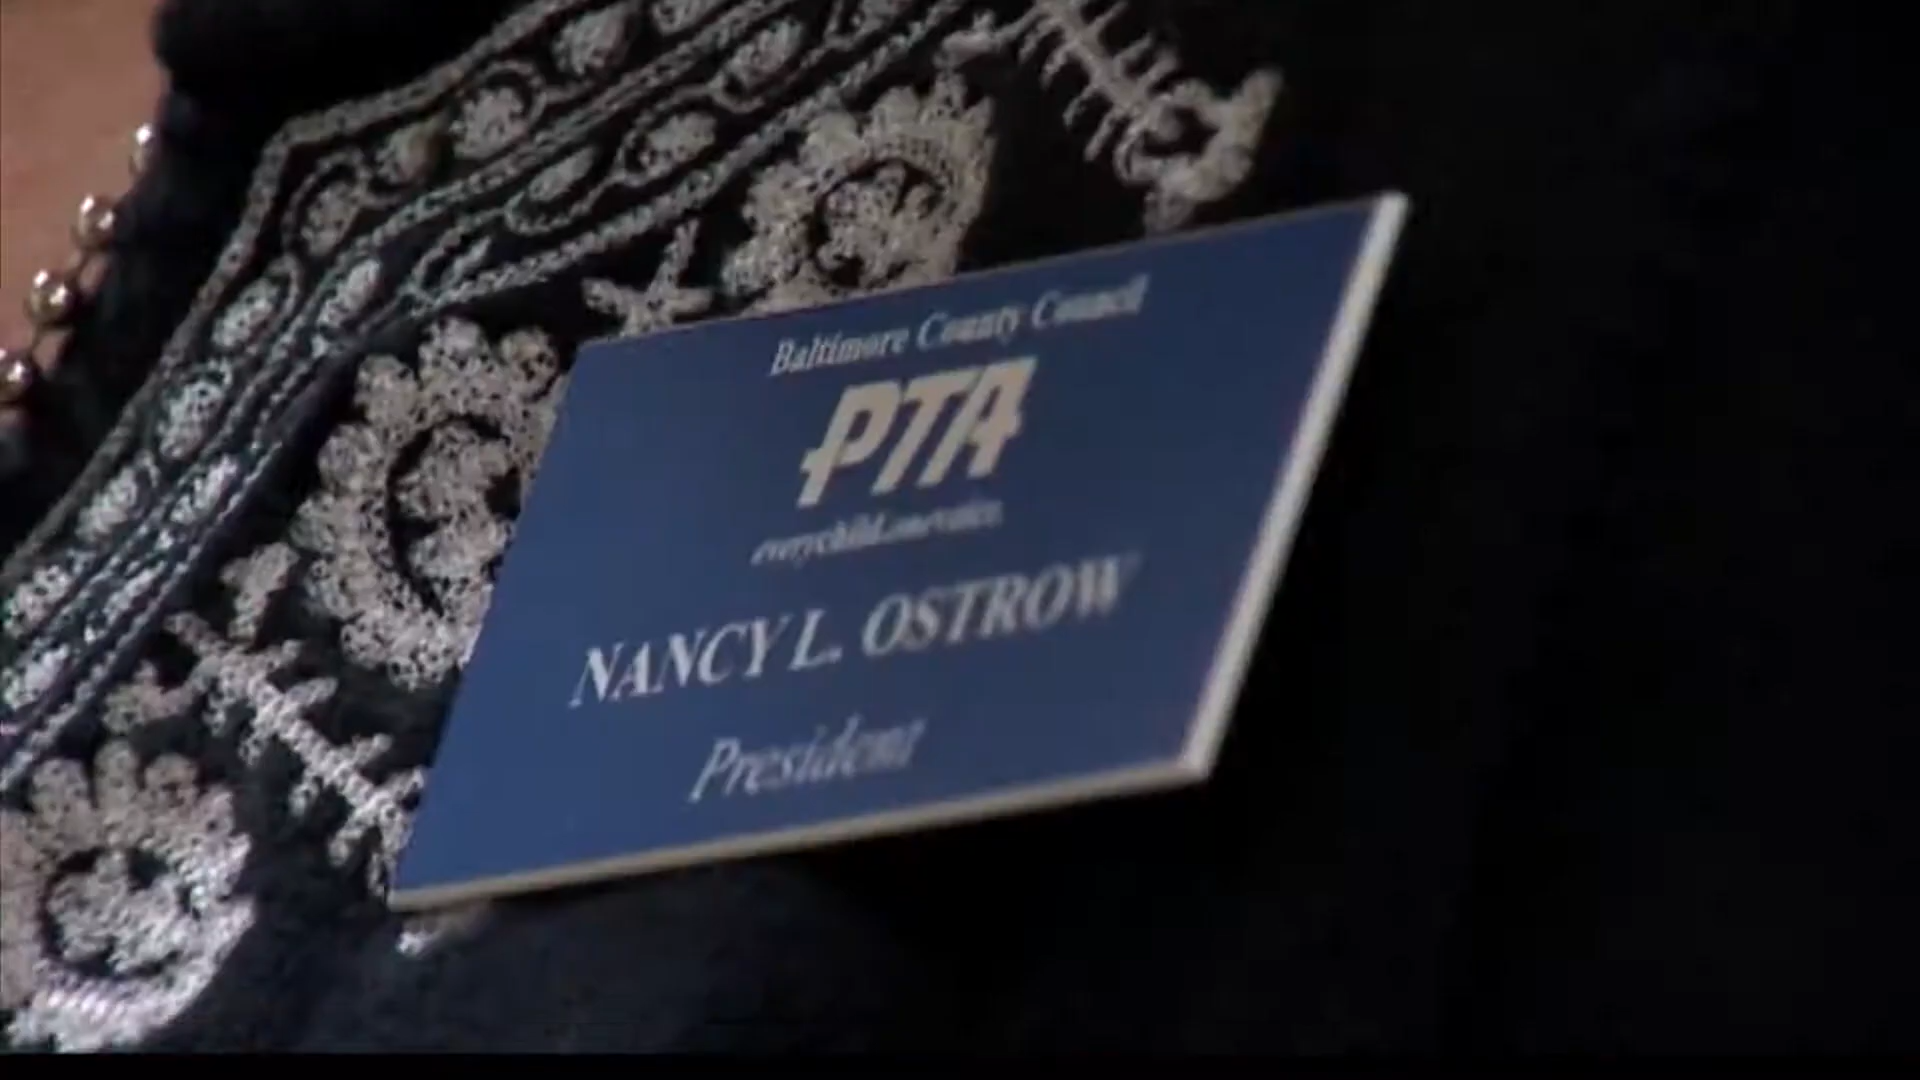 Baltimore County Council
PTA
everychild.onevoice.
NANCY L. OSTROW
President